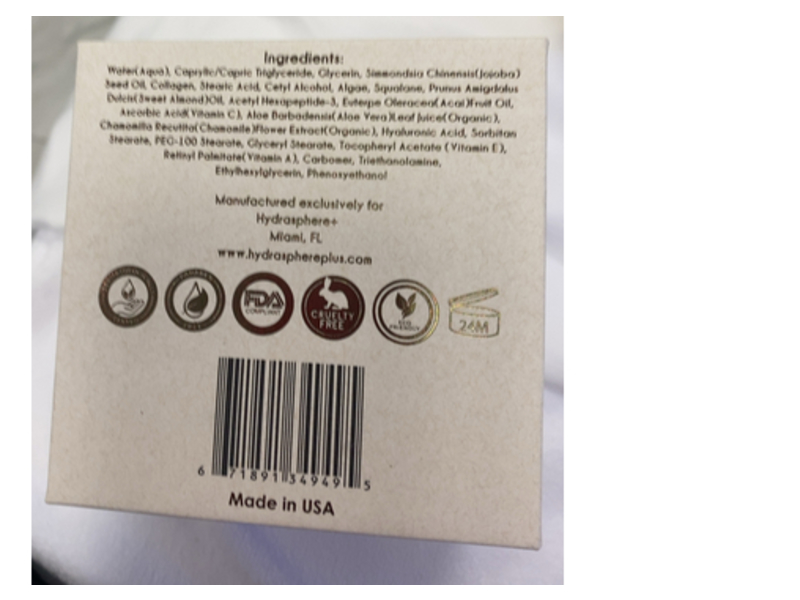 Ingredients:
Water(Aqua), Caprylic/Capric Triglyceride, Glycerin, Simmondsia Chinensis(Jojoba)
Seed Oil, Collagen, Stearic Acid, Cetyl Alcohol, Algae, Squalane, Prunus Amigdalus
Dulcis(Sweet Almond)Oil, Acetyl Hexapeptide-3, Euterpe Oleracea(Acai)Fruit Oil,
Ascorbic Acid(Vitamin C), Aloe Barbadensis(Aloe Vera)Leaf Juice(Organic),
Chamomilla Recutita(Chamomile)Flower Extract(Organic), Hyaluronic Acid, Sorbitan
Stearate, PEG-100 Stearate, Glyceryl Stearate, Tocopheryl Acetate (Vitamin E),
Retinyl Palmitate(Vitamin A), Carbomer, Triethanolamine,
Ethylhexylglycerin, Phenoxyethanol
Manufactured exclusively for
Hydrasphere+
Miami, FL
www.hydrasphereplus.com
FDA
COMPLIANT
CRUELTY
FREE
ECO
FRIENDLY
24M
6 71891 34949 5
Made in USA